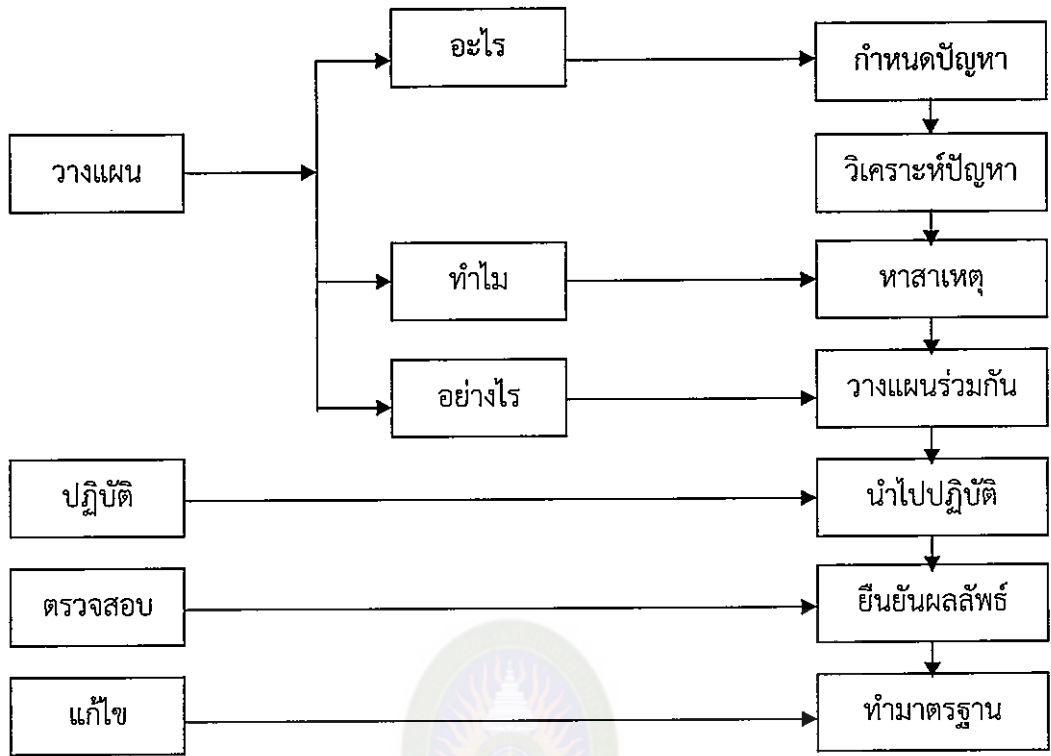 อะไร
กำหนดปัญหา
วางแผน
วิเคราะห์ปัญหา
ทำไม
หาสาเหตุ
อย่างไร
วางแผนร่วมกัน
ปฏิบัติ
นำไปปฏิบัติ
ตรวจสอบ
ยืนยันผลลัพธ์
แก้ไข
ทำมาตรฐาน